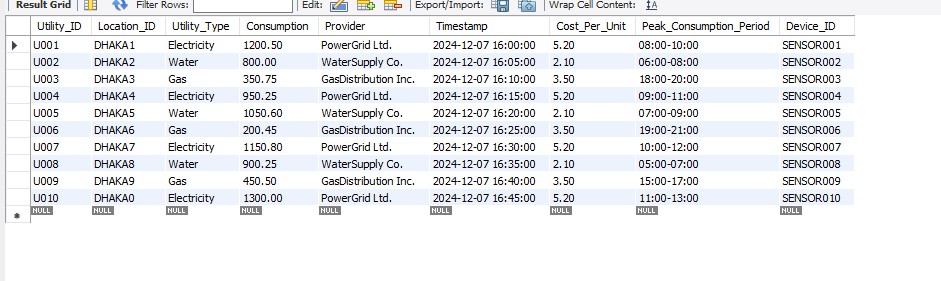 Result Grid Filter Rows: Edit: Export/Import: Wrap Cell Content: IA
Utility_ID Location_ID Utility_Type Consumption Provider Timestamp Cost_Per_Unit Peak_Consumption_Period Device_ID
U001 DHAKA1 Electricity 1200.50 PowerGrid Ltd. 2024-12-07 16:00:00 5.20 08:00-10:00 SENSOR001
U002 DHAKA2 Water 800.00 WaterSupply Co. 2024-12-07 16:05:00 2.10 06:00-08:00 SENSOR002
U003 DHAKA3 Gas 350.75 GasDistribution Inc. 2024-12-07 16:10:00 3.50 18:00-20:00 SENSOR003
U004 DHAKA4 Electricity 950.25 PowerGrid Ltd. 2024-12-07 16:15:00 5.20 09:00-11:00 SENSOR004
U005 DHAKA5 Water 1050.60 WaterSupply Co. 2024-12-07 16:20:00 2.10 07:00-09:00 SENSOR005
U006 DHAKA6 Gas 200.45 GasDistribution Inc. 2024-12-07 16:25:00 3.50 19:00-21:00 SENSOR006
U007 DHAKA7 Electricity 1150.80 PowerGrid Ltd. 2024-12-07 16:30:00 5.20 10:00-12:00 SENSOR007
U008 DHAKA8 Water 900.25 WaterSupply Co. 2024-12-07 16:35:00 2.10 05:00-07:00 SENSOR008
U009 DHAKA9 Gas 450.50 GasDistribution Inc. 2024-12-07 16:40:00 3.50 15:00-17:00 SENSOR009
U010 DHAKA0 Electricity 1300.00 PowerGrid Ltd. 2024-12-07 16:45:00 5.20 11:00-13:00 SENSOR010
NULL NULL NULL NULL NULL NULL NULL NULL NULL